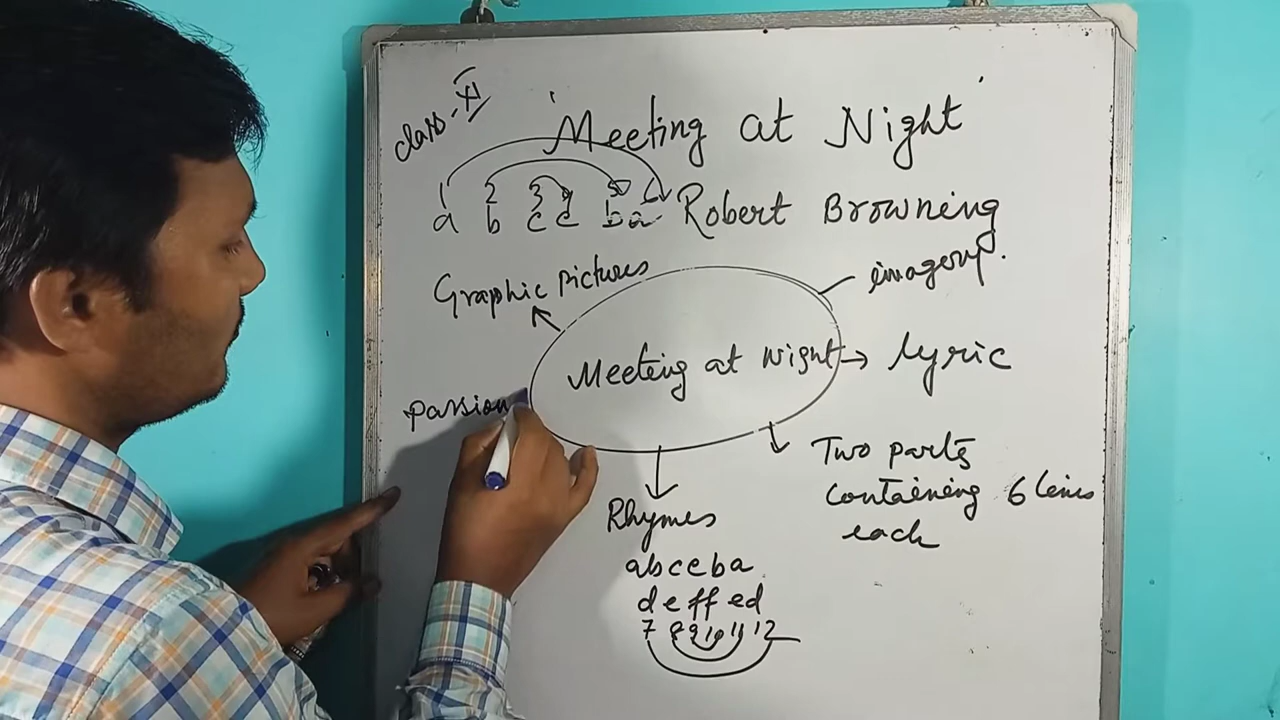 class-XI
'Meeting at Night'
1 2 3 4 5 6
a b c c b a
Robert Browning
Graphic pictures
imagery.
Meeting at Night
lyric
passion
Two parts
containing 6 lines
each
Rhymes
abccba
deffed
7 8 9 10 11 12